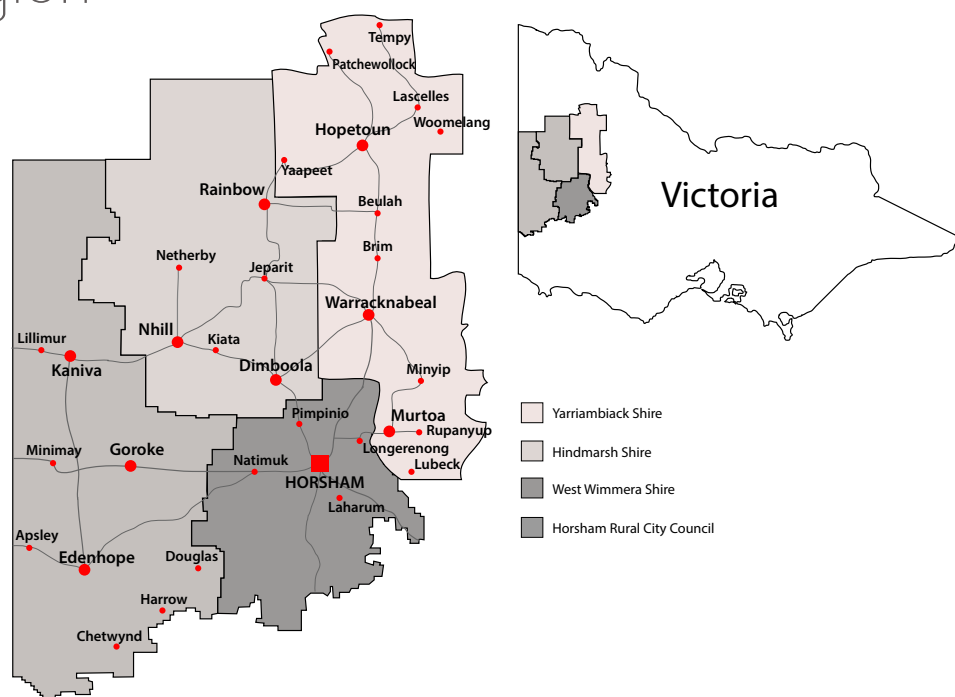 Tempy
Patchewollock
Lascelles
Woomelang
Hopetoun
Yaapeet
Rainbow
Beulah
Victoria
Netherby
Brim
Jeparit
Warracknabeal
Nhill
Lillimur
Kiata
Kaniva
Dimboola
Minyip
Pimpinio
Murtoa
Yarriambiack Shire
Rupanyup
Goroke
Longerenong
Minimay
Natimuk
Hindmarsh Shire
Lubeck
HORSHAM
West Wimmera Shire
Laharum
Horsham Rural City Council
Apsley
Edenhope
Douglas
Harrow
Chetwynd